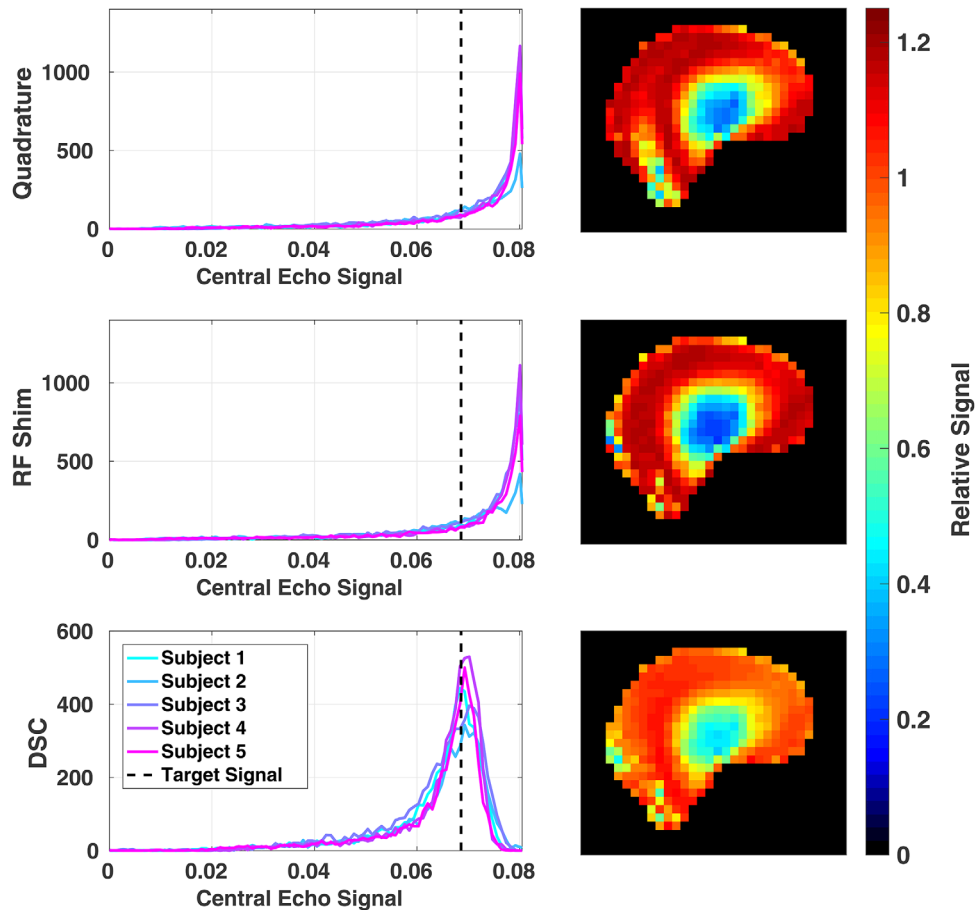 Quadrature
1000
500
0
0 0.02 0.04 0.06 0.08
Central Echo Signal
RF Shim
1000
500
0
0 0.02 0.04 0.06 0.08
Central Echo Signal
DSC
600
400
200
0
Subject 1
Subject 2
Subject 3
Subject 4
Subject 5
Target Signal
0 0.02 0.04 0.06 0.08
Central Echo Signal
1.2
1
0.8
0.6
0.4
0.2
0
Relative Signal